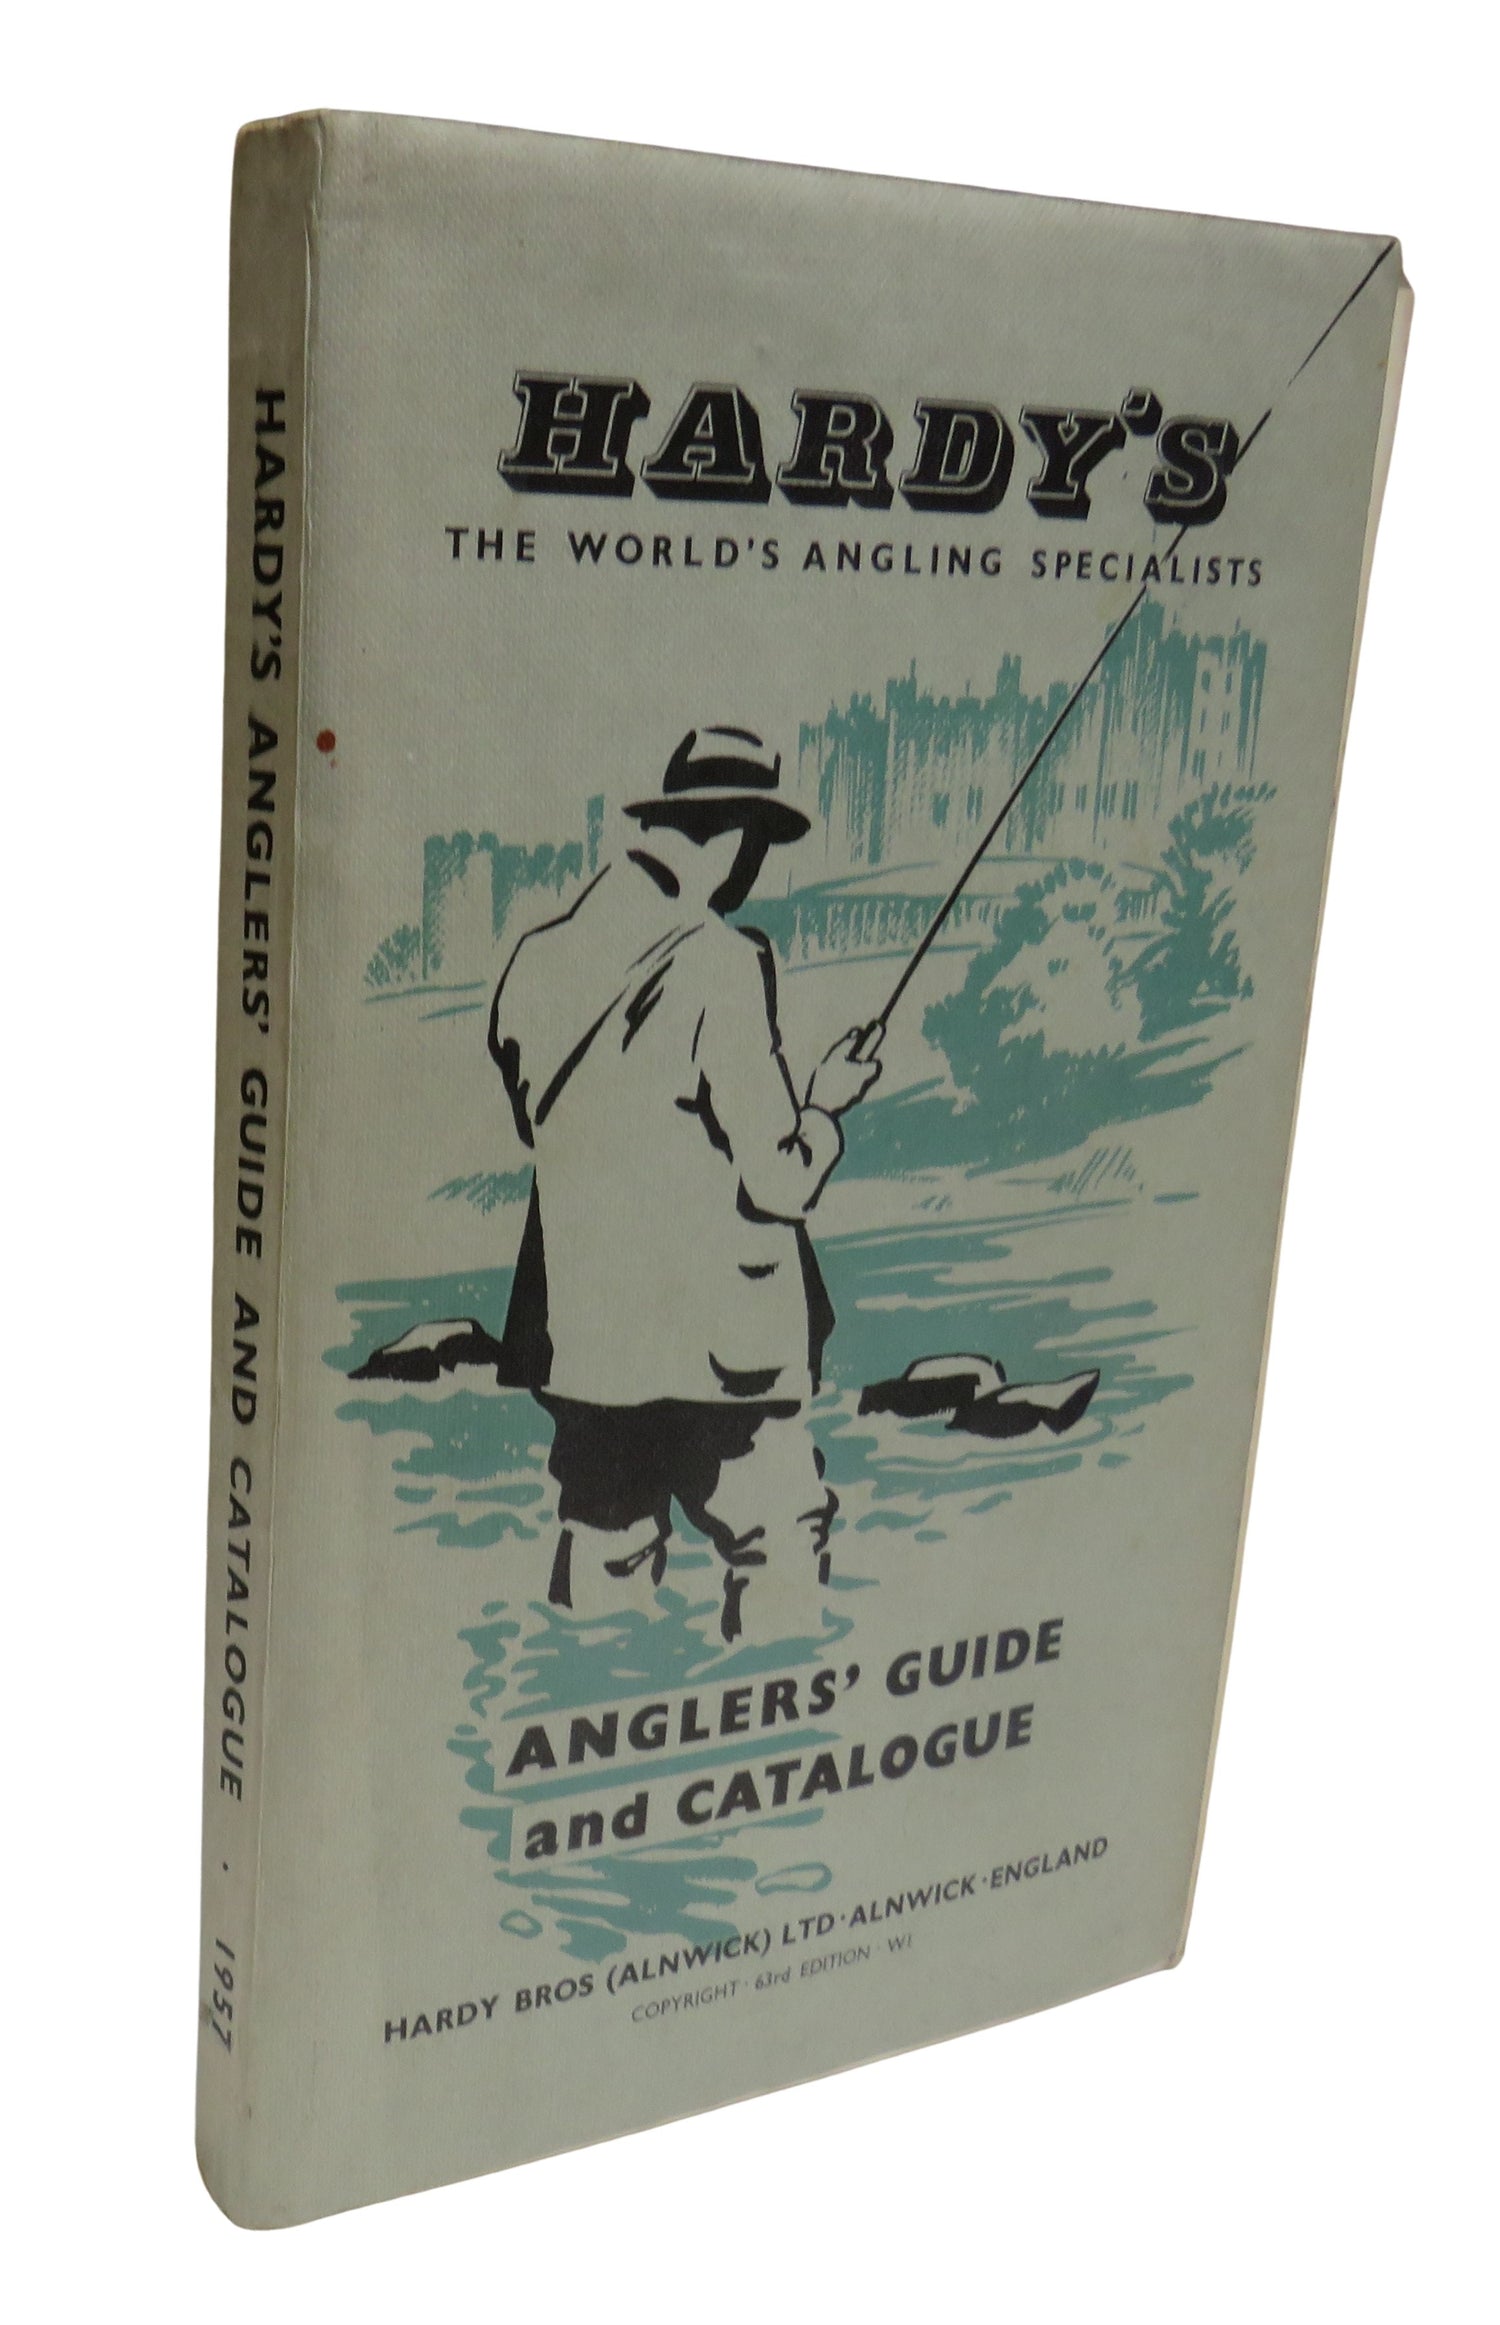 HARDY'S ANGLERS' GUIDE AND CATALOGUE · 1957
HARDY'S
THE WORLD'S ANGLING SPECIALISTS
ANGLERS' GUIDE
and CATALOGUE
HARDY BROS (ALNWICK) LTD · ALNWICK · ENGLAND
COPYRIGHT · 63rd EDITION · W1